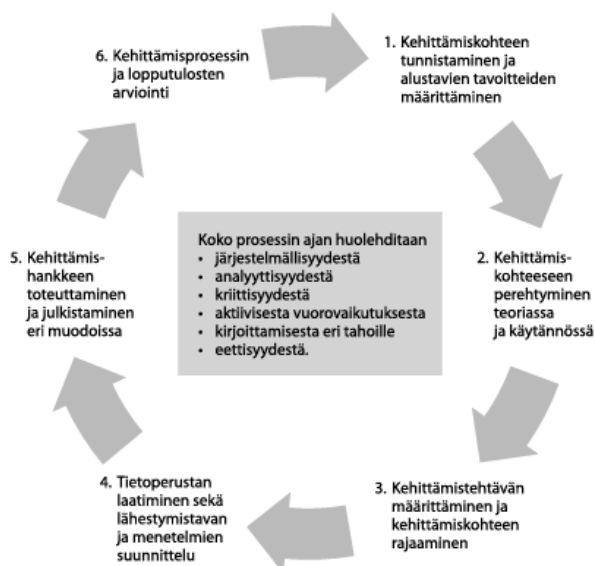 1. Kehittämiskohteen
tunnistaminen ja
alustavien tavoitteiden
määrittäminen
2. Kehittämis-
kohteeseen
perehtyminen
teoriassa
ja käytännössä
3. Kehittämistehtävän
määrittäminen ja
kehittämiskohteen
rajaaminen
4. Tietoperustan
laatiminen sekä
lähestymistavan
ja menetelmien
suunnittelu
5. Kehittämis-
hankkeen
toteuttaminen
ja julkistaminen
eri muodoissa
6. Kehittämisprosessin
ja lopputulosten
arviointi
Koko prosessin ajan huolehditaan
• järjestelmällisyydestä
• analyyttisyydestä
• kriittisyydestä
• aktiivisesta vuorovaikutuksesta
• kirjoittamisesta eri tahoille
• eettisyydestä.